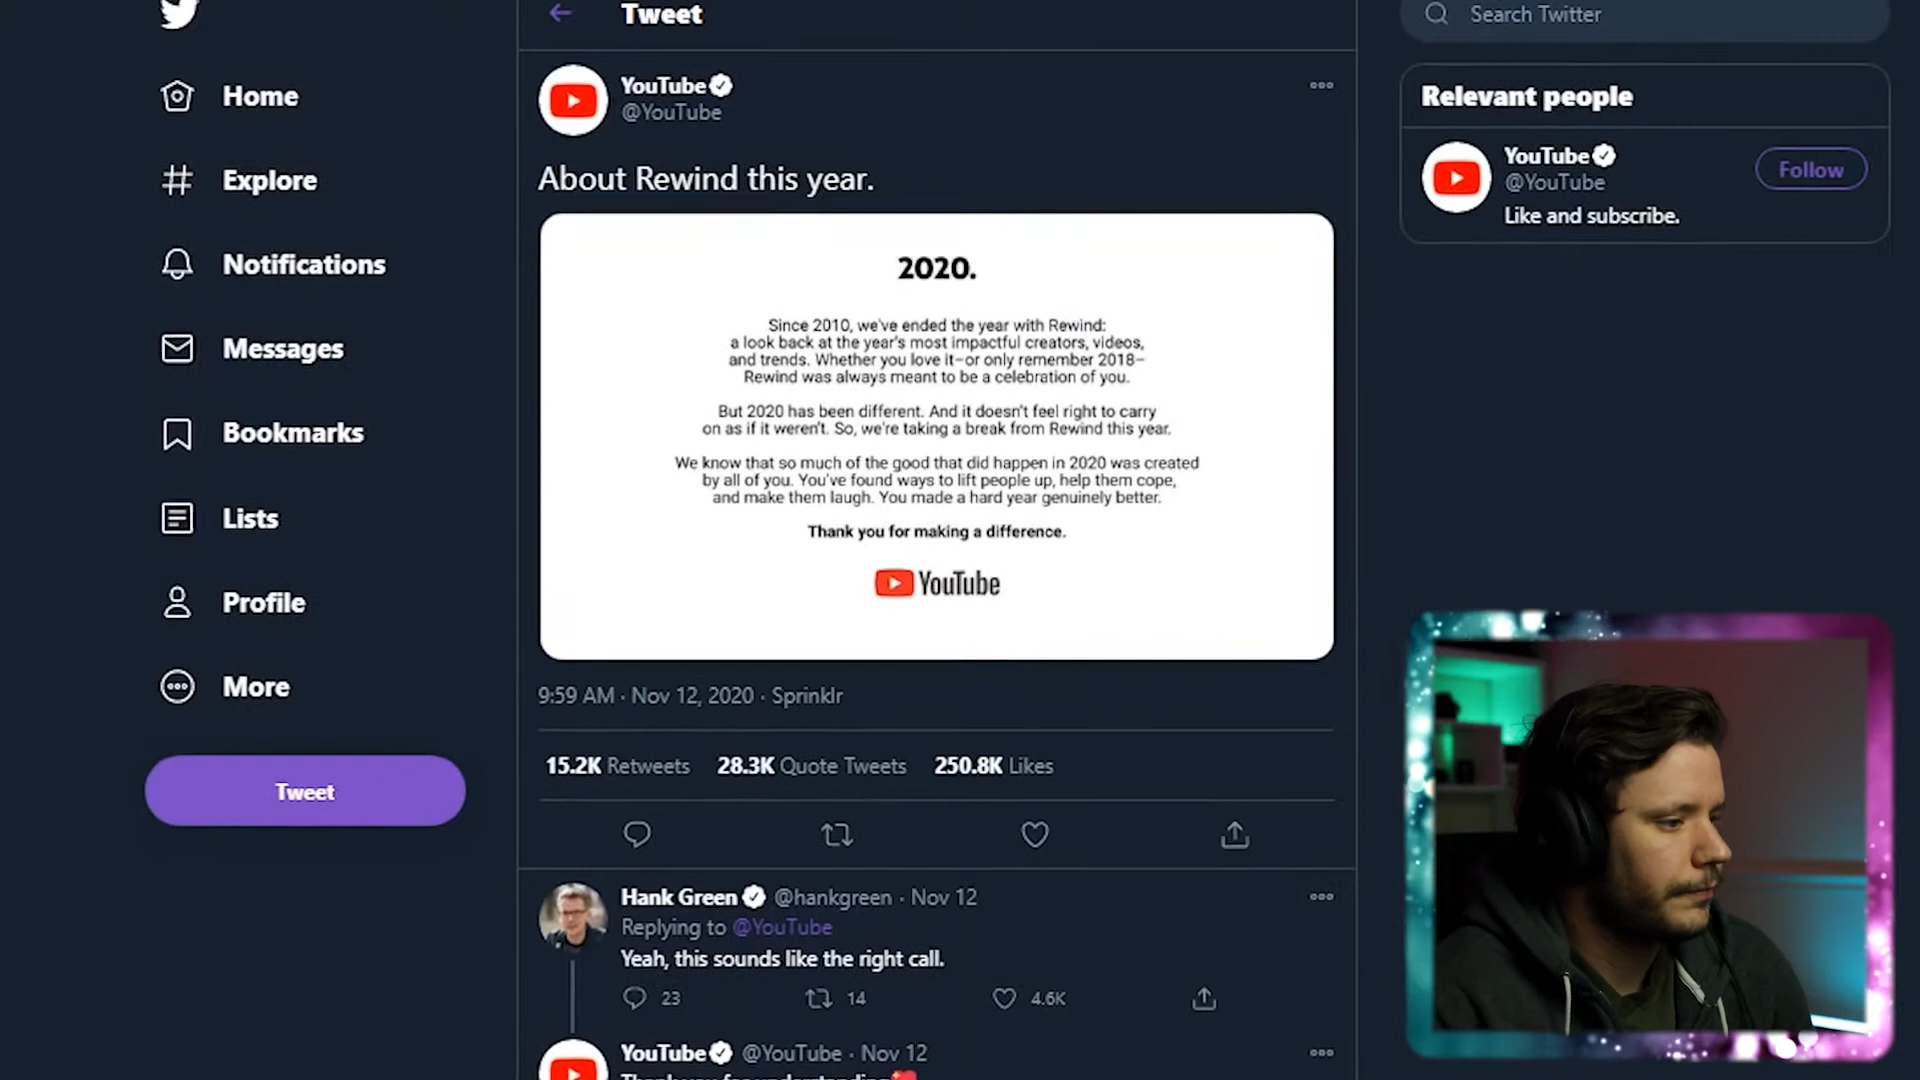 Tweet
Search Twitter
Home
Explore
Notifications
Messages
Bookmarks
Lists
Profile
More
Tweet
YouTube
@YouTube
About Rewind this year.
2020.
Since 2010, we've ended the year with Rewind:
a look back at the year's most impactful creators, videos,
and trends. Whether you love it–or only remember 2018–
Rewind was always meant to be a celebration of you.
But 2020 has been different. And it doesn't feel right to carry
on as if it weren't. So, we're taking a break from Rewind this year.
We know that so much of the good that did happen in 2020 was created
by all of you. You've found ways to lift people up, help them cope,
and make them laugh. You made a hard year genuinely better.
Thank you for making a difference.
YouTube
9:59 AM · Nov 12, 2020 · Sprinklr
15.2K Retweets 28.3K Quote Tweets 250.8K Likes
Hank Green @hankgreen · Nov 12
Replying to @YouTube
Yeah, this sounds like the right call.
23 14 4.6K
YouTube @YouTube · Nov 12
Relevant people
YouTube
@YouTube
Follow
Like and subscribe.